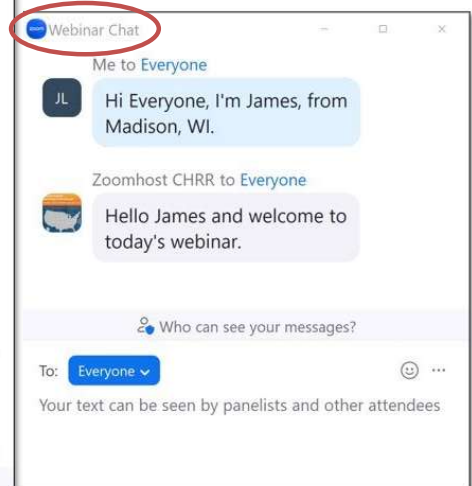 zoom Webinar Chat
Me to Everyone
JL
Hi Everyone, I'm James, from
Madison, WI.
Zoomhost CHRR to Everyone
Hello James and welcome to
today's webinar.
Who can see your messages?
To: Everyone
Your text can be seen by panelists and other attendees